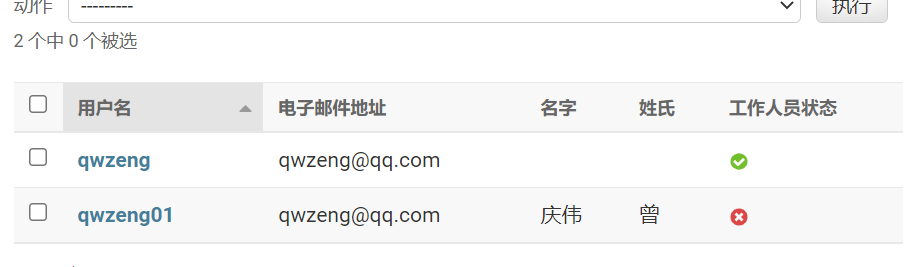 动作 --------- 执行
2 个中 0 个被选
用户名 电子邮件地址 名字 姓氏 工作人员状态
qwzeng qwzeng@qq.com
qwzeng01 qwzeng@qq.com 庆伟 曾